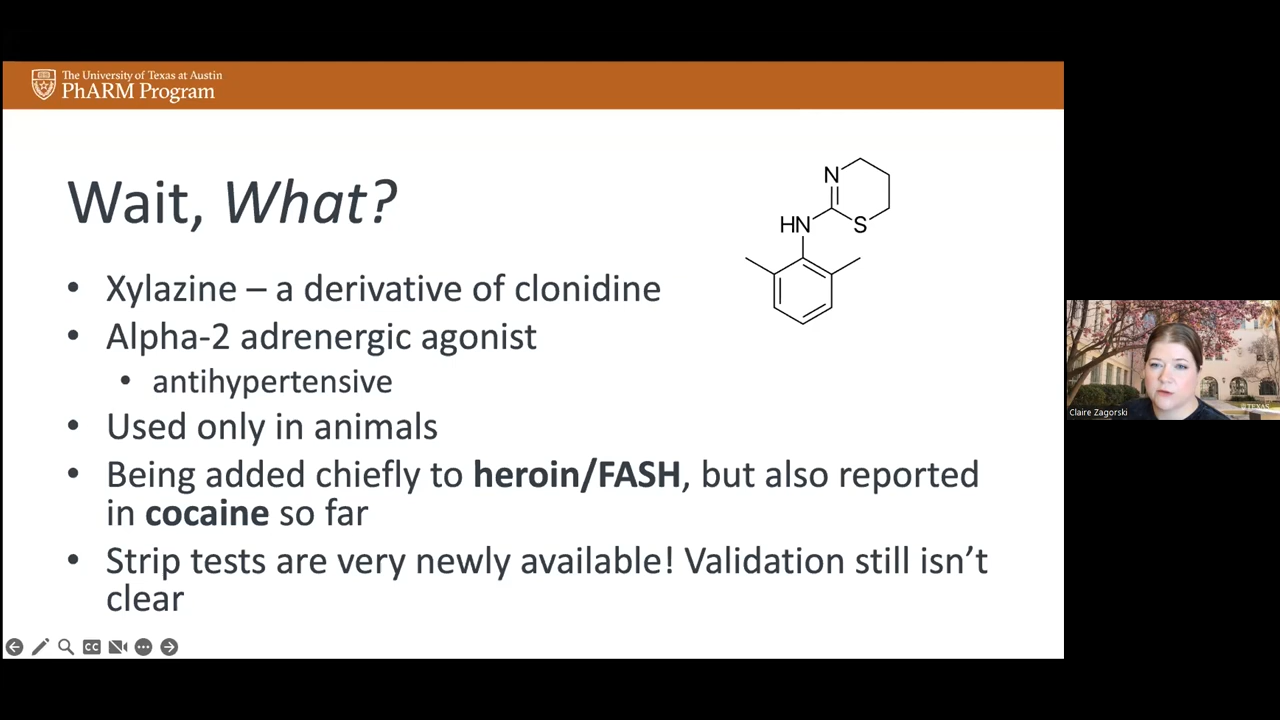 The University of Texas at Austin
PhARM Program
Wait, What?
N
HN
S
• Xylazine – a derivative of clonidine
• Alpha-2 adrenergic agonist
• antihypertensive
• Used only in animals
• Being added chiefly to heroin/FASH, but also reported
in cocaine so far
• Strip tests are very newly available! Validation still isn’t
clear
CC
Claire Zagorski
TEXAS